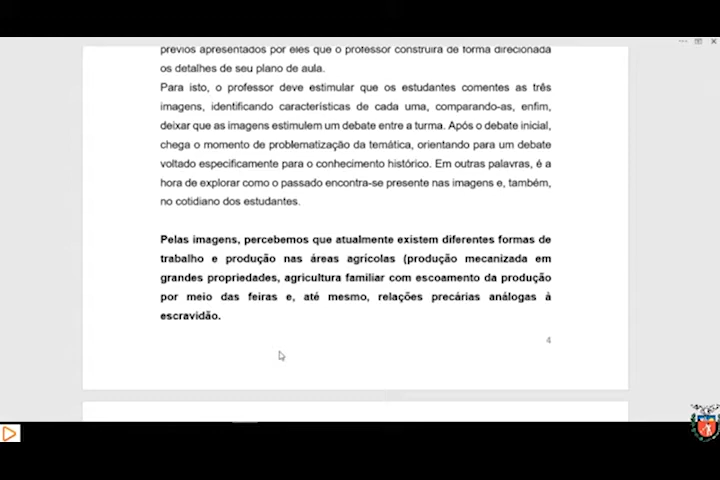 prévios apresentados por eles que o professor construirá de forma direcionada
os detalhes de seu plano de aula.
Para isto, o professor deve estimular que os estudantes comentes as três
imagens, identificando características de cada uma, comparando-as, enfim,
deixar que as imagens estimulem um debate entre a turma. Após o debate inicial,
chega o momento de problematização da temática, orientando para um debate
voltado especificamente para o conhecimento histórico. Em outras palavras, é a
hora de explorar como o passado encontra-se presente nas imagens e, também,
no cotidiano dos estudantes.
Pelas imagens, percebemos que atualmente existem diferentes formas de
trabalho e produção nas áreas agrícolas (produção mecanizada em
grandes propriedades, agricultura familiar com escoamento da produção
por meio das feiras e, até mesmo, relações precárias análogas à
escravidão.
4